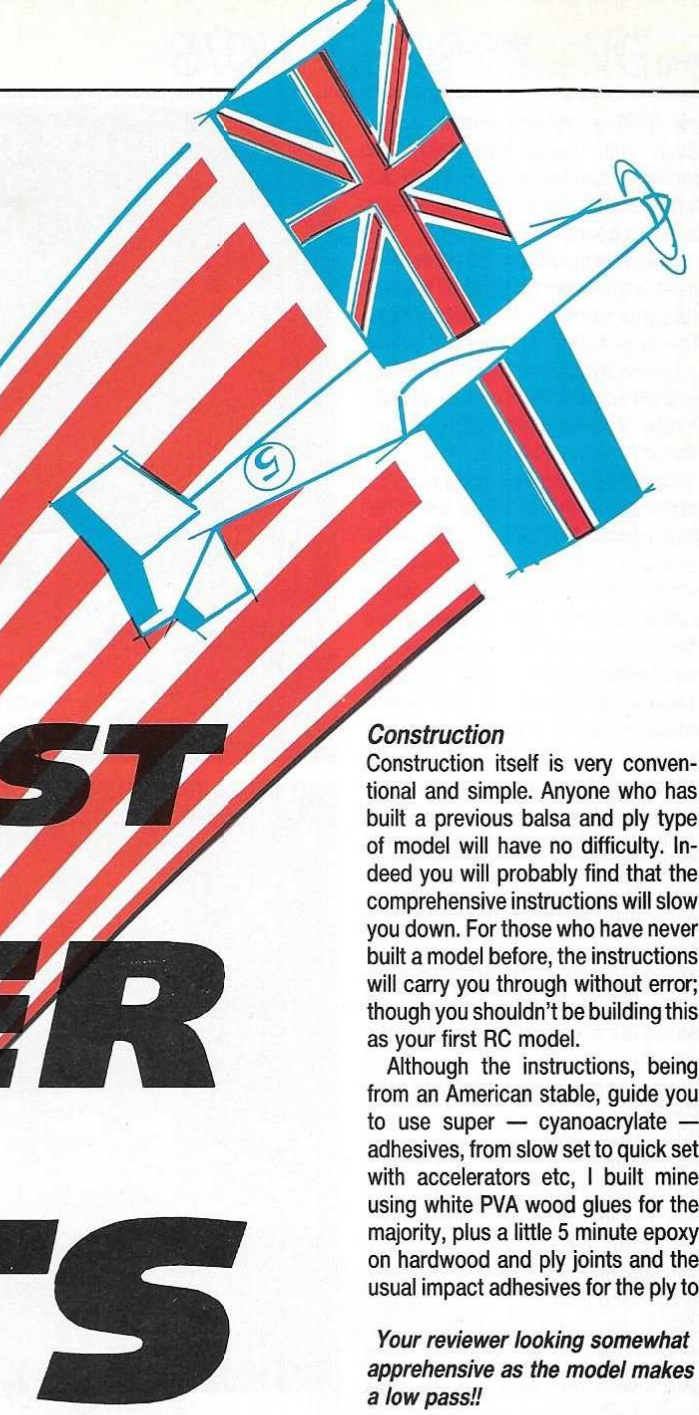 5
ST
ER
TS
Construction
Construction itself is very conven-
tional and simple. Anyone who has
built a previous balsa and ply type
of model will have no difficulty. In-
deed you will probably find that the
comprehensive instructions will slow
you down. For those who have never
built a model before, the instructions
will carry you through without error;
though you shouldn't be building this
as your first RC model.
Although the instructions, being
from an American stable, guide you
to use super — cyanoacrylate —
adhesives, from slow set to quick set
with accelerators etc, I built mine
using white PVA wood glues for the
majority, plus a little 5 minute epoxy
on hardwood and ply joints and the
usual impact adhesives for the ply to
Your reviewer looking somewhat
apprehensive as the model makes
a low pass!!